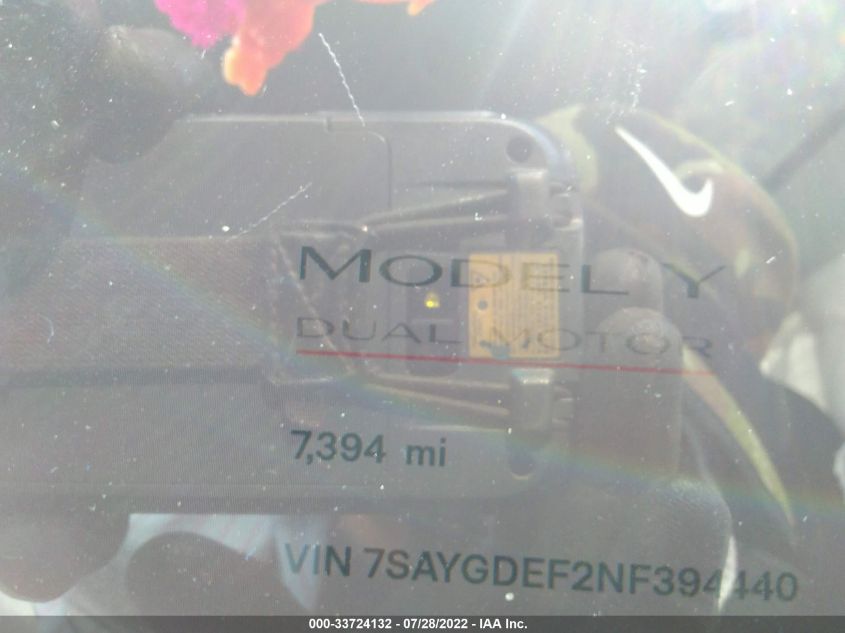 MODEL Y
DUAL MOTOR
7,394 mi
VIN 7SAYGDEF2NF394440
000-33724132 - 07/28/2022 - IAA Inc.